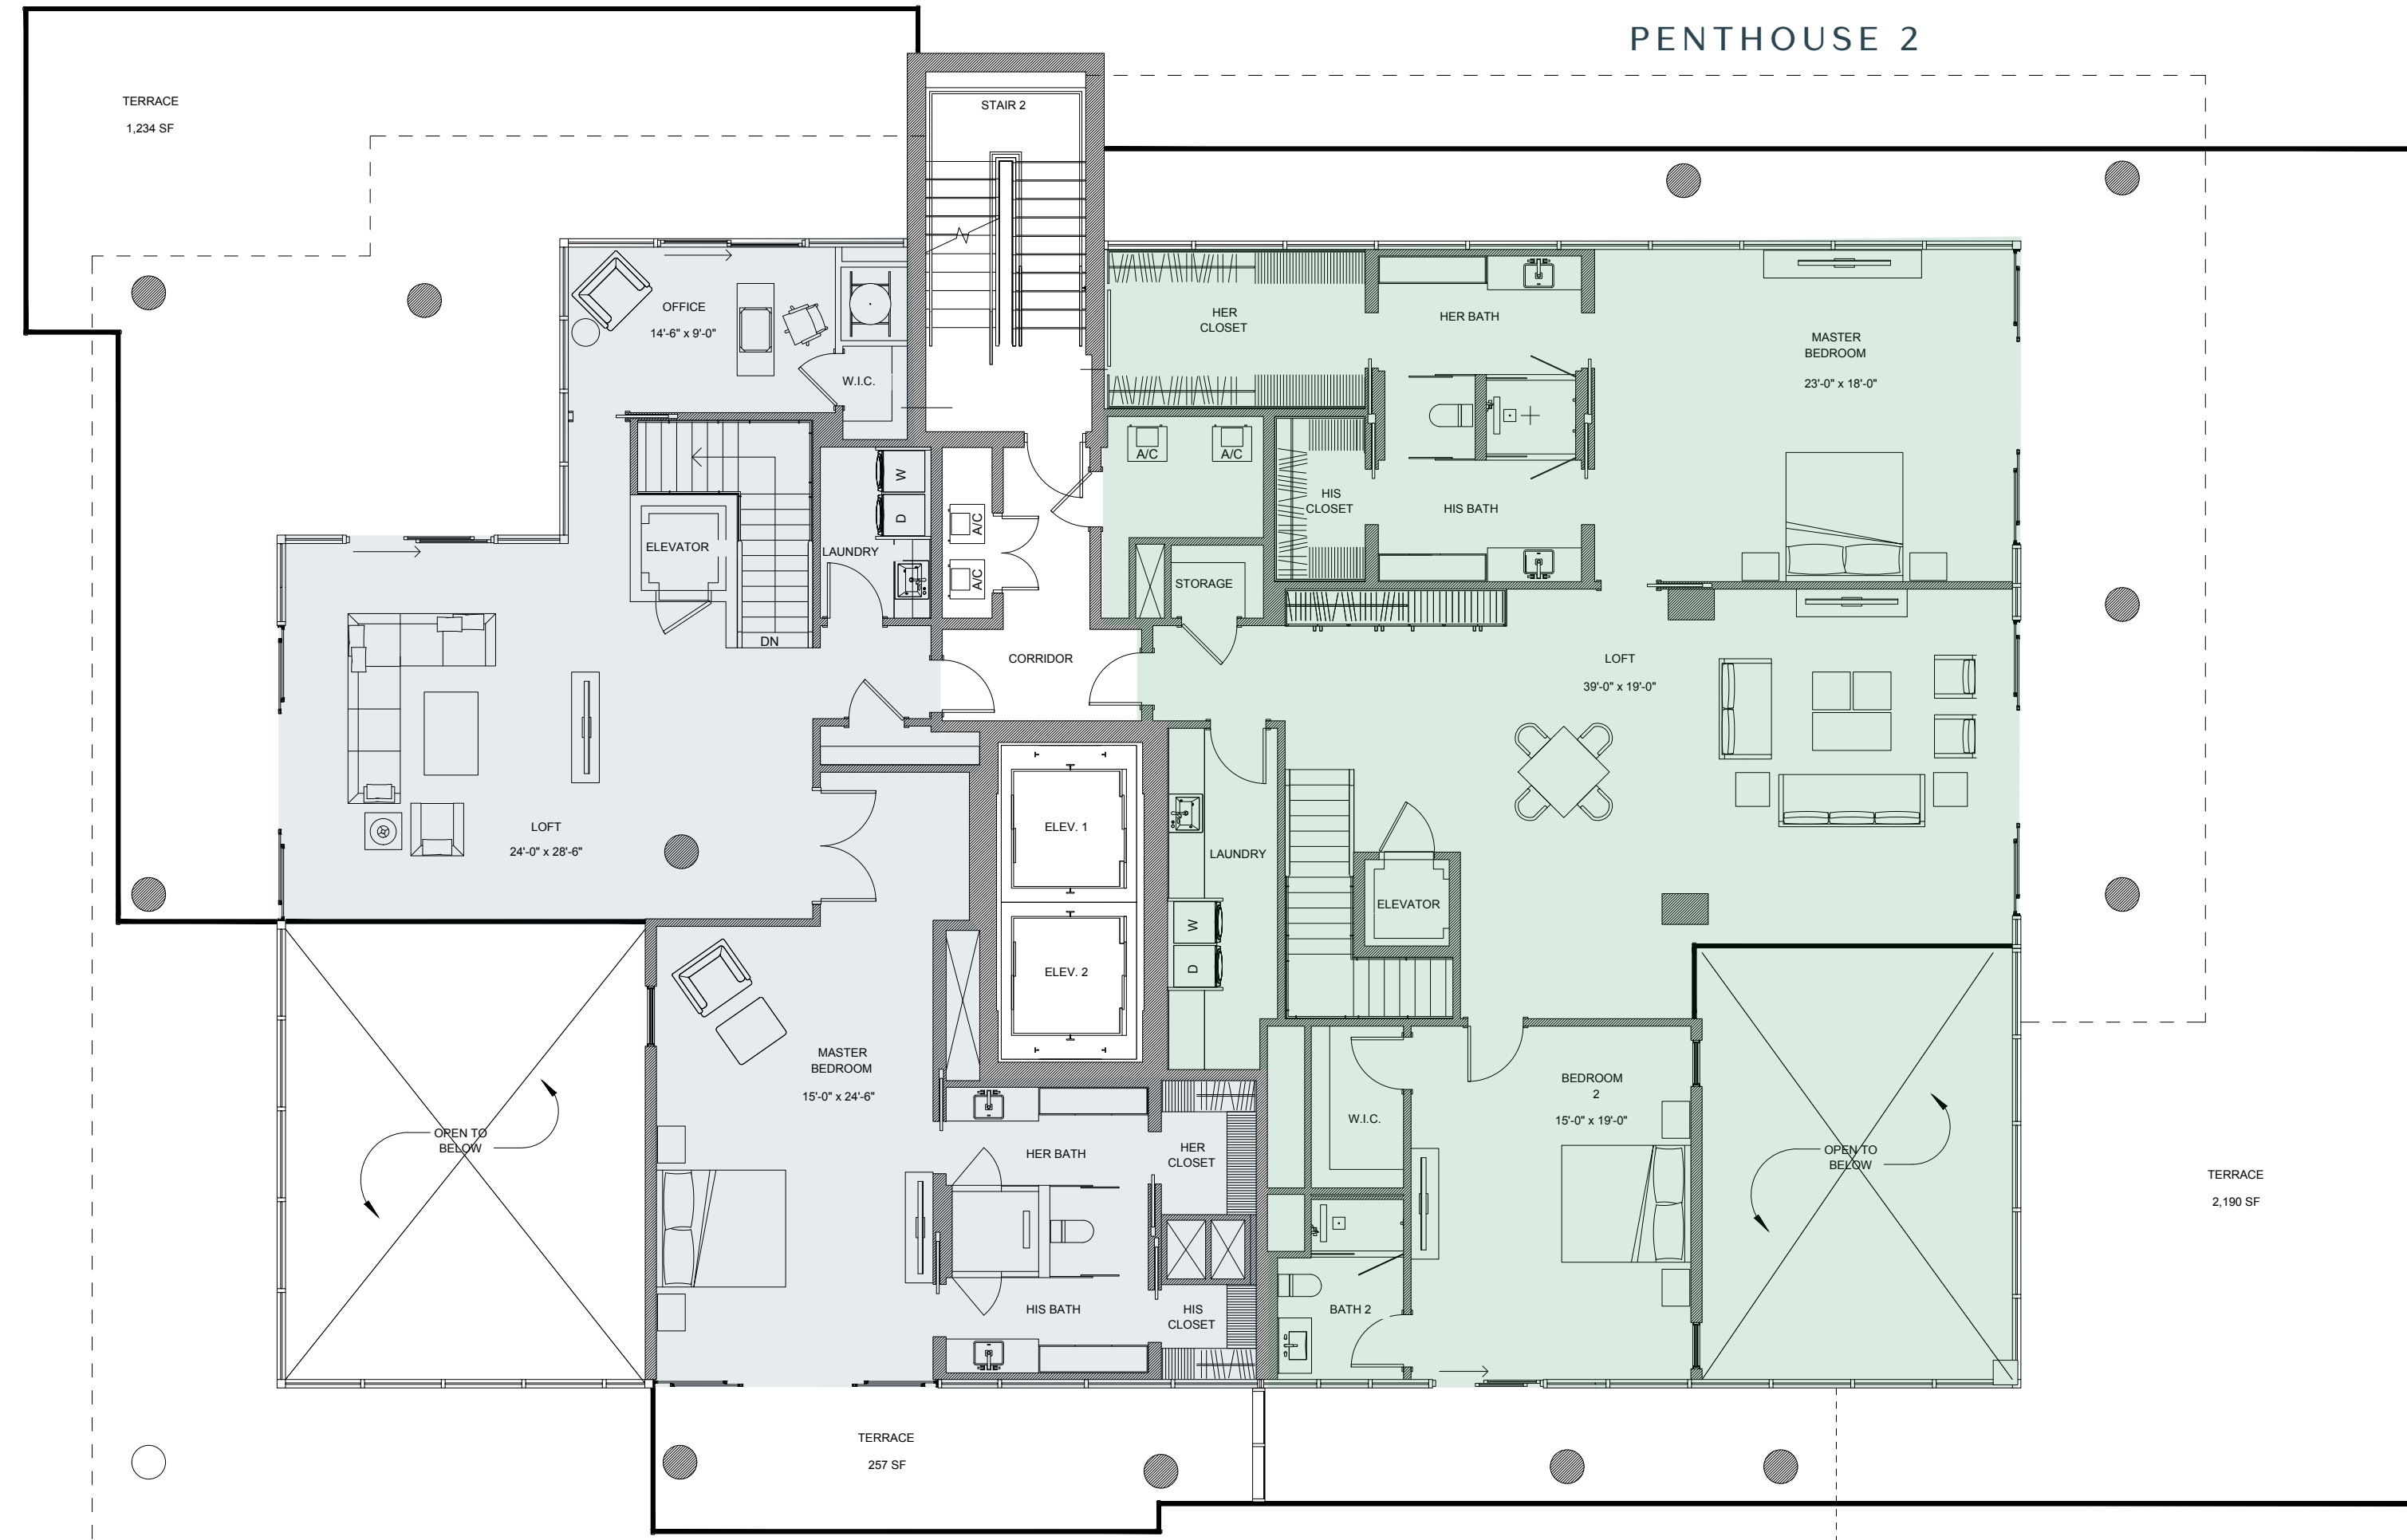 PENTHOUSE 2
TERRACE
1,234 SF
STAIR 2
OFFICE
14'-6" x 9'-0"
W.I.C.
HER
CLOSET
HER BATH
MASTER
BEDROOM
23'-0" x 18'-0"
A/C
A/C
W
D
A/C
A/C
HIS
CLOSET
HIS BATH
ELEVATOR
LAUNDRY
STORAGE
DN
CORRIDOR
LOFT
39'-0" x 19'-0"
LOFT
24'-0" x 28'-6"
ELEV. 1
LAUNDRY
ELEVATOR
W
D
ELEV. 2
MASTER
BEDROOM
15'-0" x 24'-6"
BEDROOM
2
15'-0" x 19'-0"
W.I.C.
OPEN TO
BELOW
HER BATH
HER
CLOSET
OPEN TO
BELOW
TERRACE
2,190 SF
HIS BATH
HIS
CLOSET
BATH 2
TERRACE
257 SF